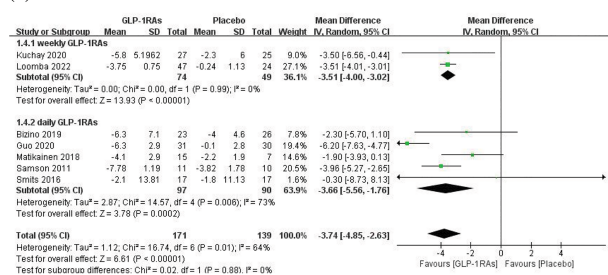 GLP-1RAs Placebo Mean Difference Mean Difference
Study or Subgroup Mean SD Total Mean SD Total Weight IV, Random, 95% CI IV, Random, 95% CI
1.4.1 weekly GLP-1RAs
Kuchay 2020 -5.8 5.1962 27 -2.3 6 25 9.0% -3.50 [-6.56, -0.44]
Loomba 2022 -3.75 0.75 47 -0.24 1.13 24 27.1% -3.51 [-4.01, -3.01]
Subtotal (95% CI) 74 49 36.1% -3.51 [-4.00, -3.02]
Heterogeneity: Tau² = 0.00; Chi² = 0.00, df = 1 (P = 0.99); I² = 0%
Test for overall effect: Z = 13.93 (P < 0.00001)
1.4.2 daily GLP-1RAs
Bizino 2019 -6.3 7.1 23 -4 4.6 26 -2.30 [-5.70, 1.10]
Guo 2020 -6.3 2.9 31 -0.1 2.8 30 -6.20 [-7.63, -4.77]
Matikainen 2018 -4.1 2.9 15 -2.2 1.9 7 -1.90 [-3.93, 0.13]
Samson 2011 -7.78 1.19 11 -3.82 1.78 10 -3.96 [-5.27, -2.65]
Smits 2016 -2.1 13.81 17 -1.8 11.13 17 -0.30 [-8.73, 8.13]
Subtotal (95% CI) 97 90 63.9% -3.66 [-5.56, -1.76]
Heterogeneity: Tau² = 2.87; Chi² = 14.57, df = 4 (P = 0.006); I² = 73%
Test for overall effect: Z = 3.78 (P = 0.0002)
Total (95% CI) 171 139 100.0% -3.74 [-4.85, -2.63]
Heterogeneity: Tau² = 1.12; Chi² = 16.74, df = 6 (P = 0.01); I² = 64%
Test for overall effect: Z = 6.61 (P < 0.00001)
Test for subgroup differences: Chi² = 0.02, df = 1 (P = 0.88), I² = 0%
-4 -2 0 2 4
Favours [GLP-1RAs] Favours [Placebo]